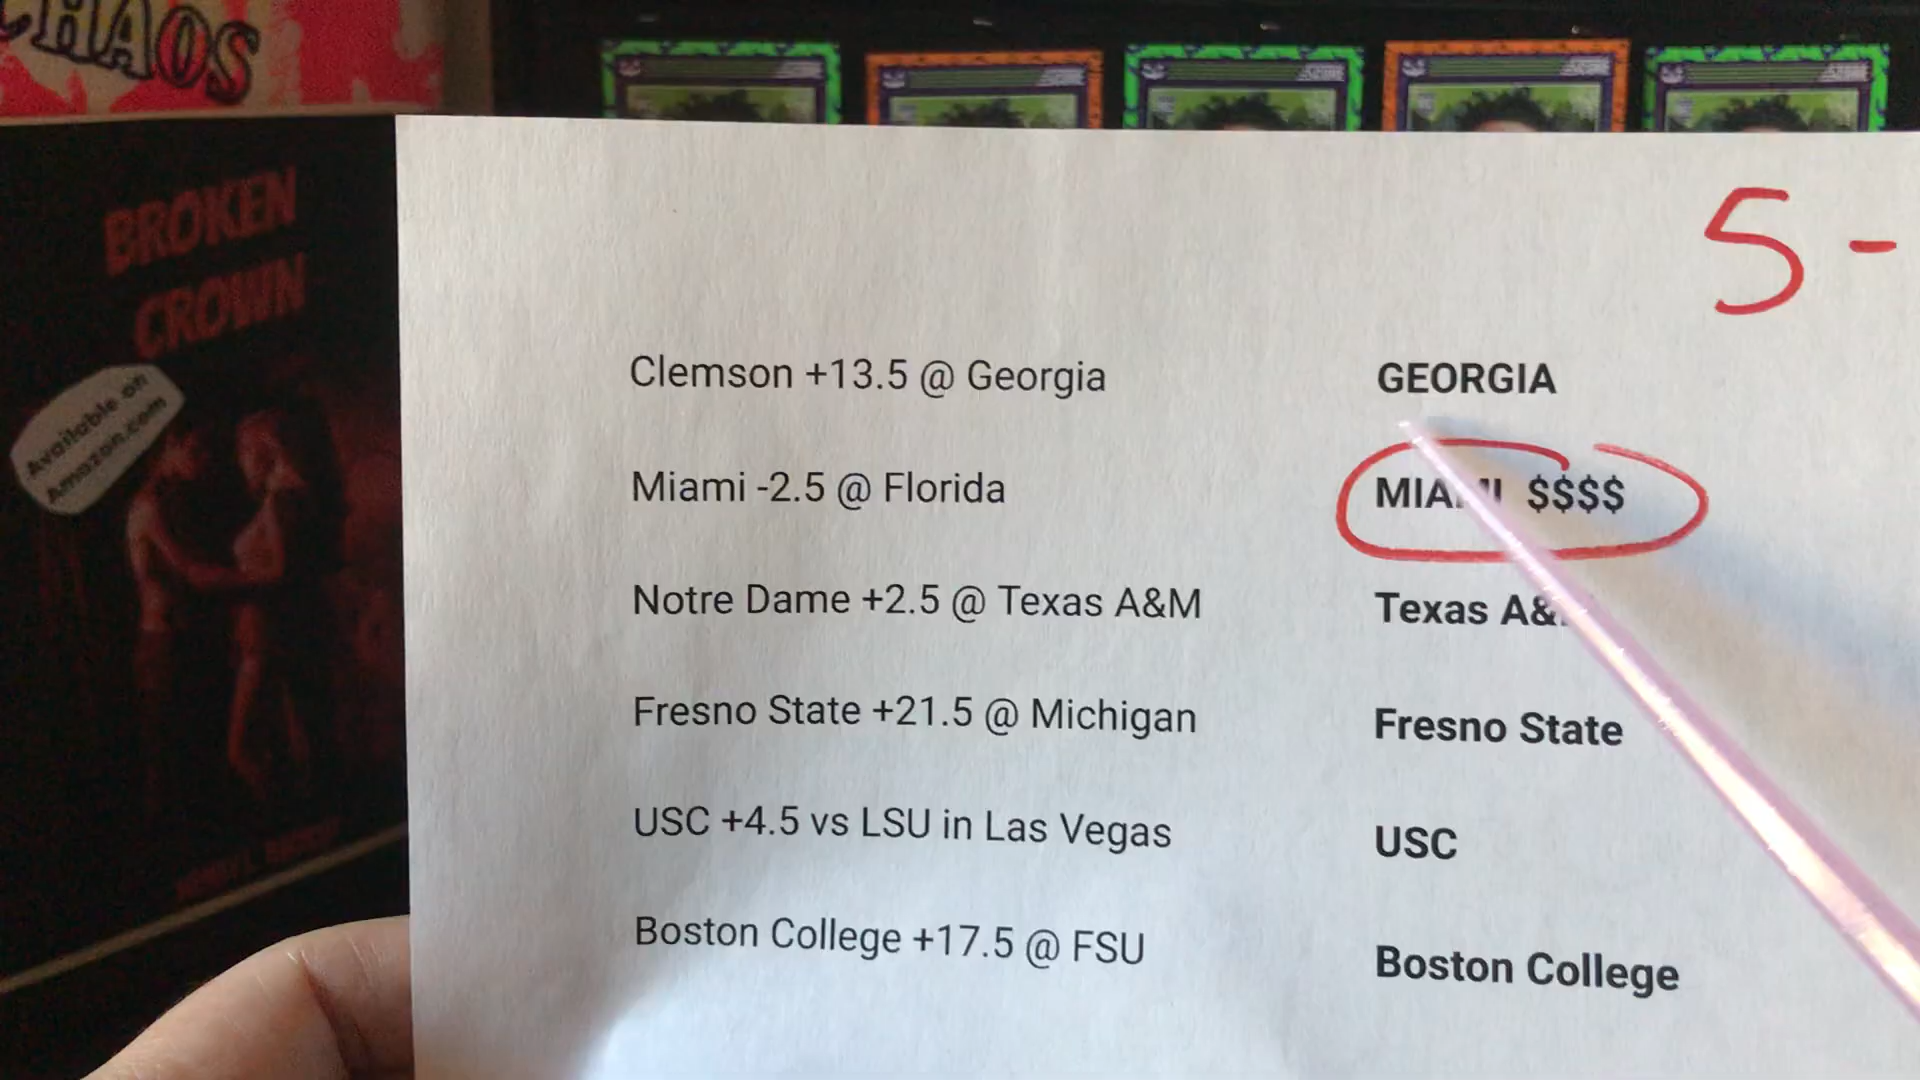 CHAOS
BROKEN
CROWN
Available on
Amazon.com
SCORE
5 -
Clemson +13.5 @ Georgia GEORGIA
Miami -2.5 @ Florida $$$$
Notre Dame +2.5 @ Texas A&M Texas
Fresno State +21.5 @ Michigan Fresno State
USC +4.5 vs LSU in Las Vegas USC
Boston College +17.5 @ FSU Boston College